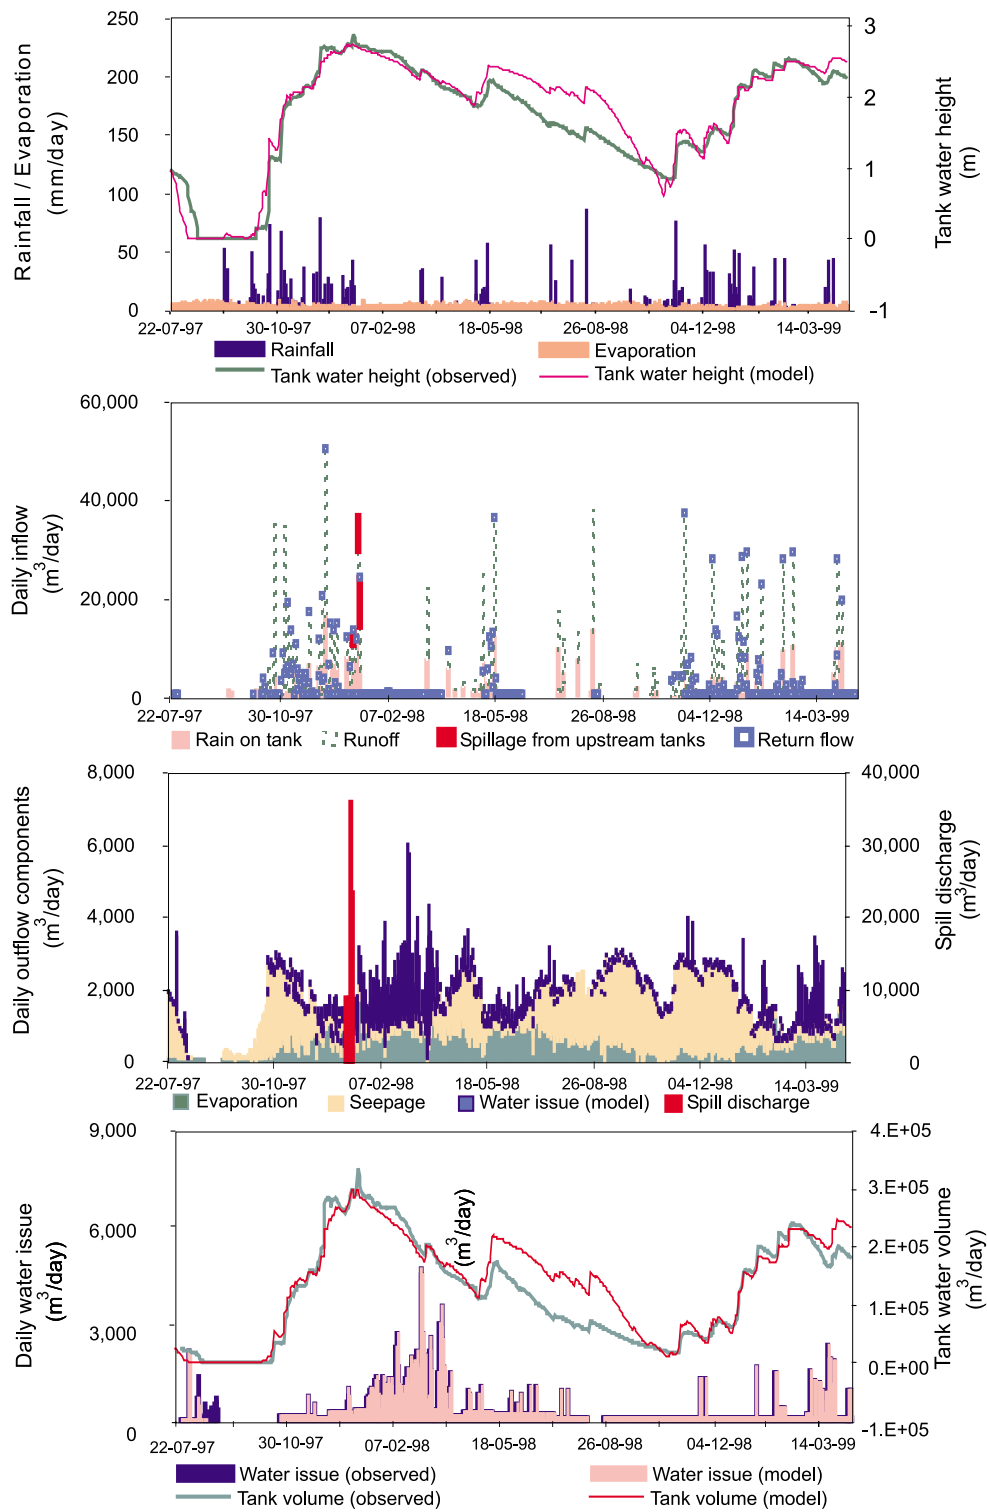 250
200
150
100
50
0
Rainfall / Evaporation
(mm/day)
3
2
1
0
-1
Tank water height
(m)
22-07-97 30-10-97 07-02-98 18-05-98 26-08-98 04-12-98 14-03-99
Rainfall Evaporation
Tank water height (observed) Tank water height (model)
60,000
40,000
20,000
0
Daily inflow
(m³/day)
22-07-97 30-10-97 07-02-98 18-05-98 26-08-98 04-12-98 14-03-99
Rain on tank Runoff Spillage from upstream tanks Return flow
8,000
6,000
4,000
2,000
0
Daily outflow components
(m³/day)
40,000
30,000
20,000
10,000
0
Spill discharge
(m³/day)
22-07-97 30-10-97 07-02-98 18-05-98 26-08-98 04-12-98 14-03-99
Evaporation Seepage Water issue (model) Spill discharge
9,000
6,000
3,000
0
Daily water issue
(m³/day)
(m³/day)
4.E+05
3.E+05
2.E+05
1.E+05
0.E+00
-1.E+05
Tank water volume
(m³/day)
22-07-97 30-10-97 07-02-98 18-05-98 26-08-98 04-12-98 14-03-99
Water issue (observed) Water issue (model)
Tank volume (observed) Tank volume (model)